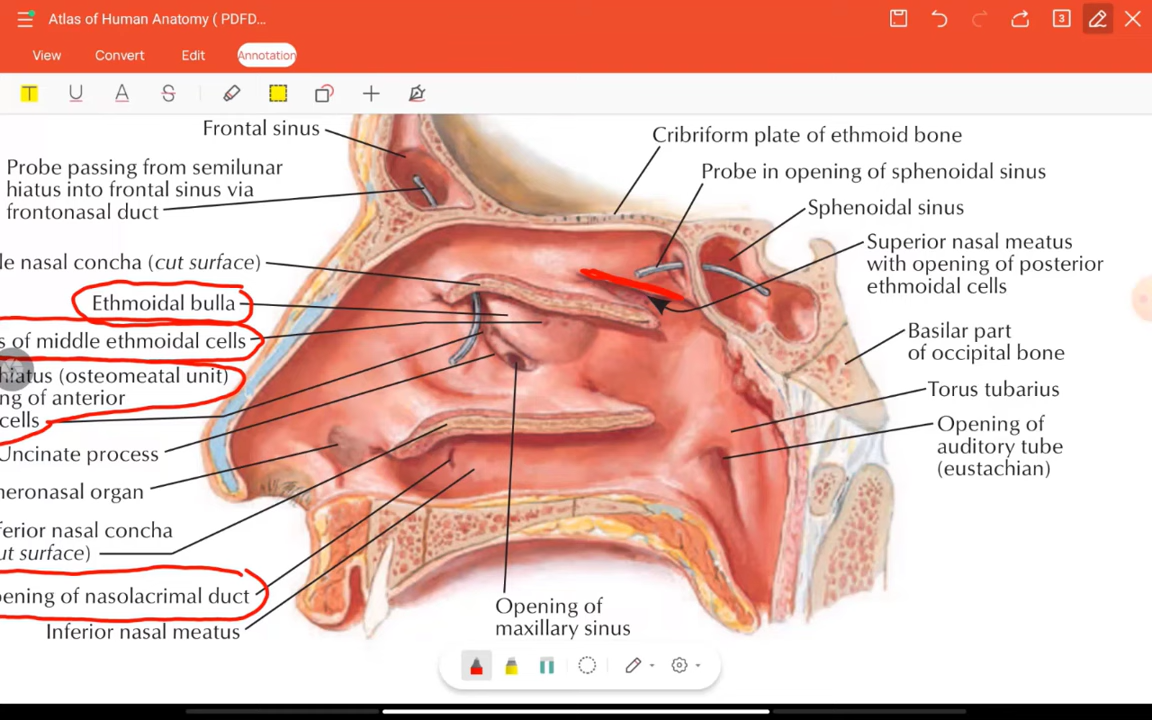 Atlas of Human Anatomy ( PDFD...
3
View Convert Edit Annotation
T U A S
Frontal sinus
Probe passing from semilunar
hiatus into frontal sinus via
frontonasal duct
le nasal concha (cut surface)
Ethmoidal bulla
s of middle ethmoidal cells
hiatus (osteomeatal unit)
ng of anterior
cells
Uncinate process
neronasal organ
ferior nasal concha
ut surface)
ening of nasolacrimal duct
Inferior nasal meatus
Opening of
maxillary sinus
Cribriform plate of ethmoid bone
Probe in opening of sphenoidal sinus
Sphenoidal sinus
Superior nasal meatus
with opening of posterior
ethmoidal cells
Basilar part
of occipital bone
Torus tubarius
Opening of
auditory tube
(eustachian)